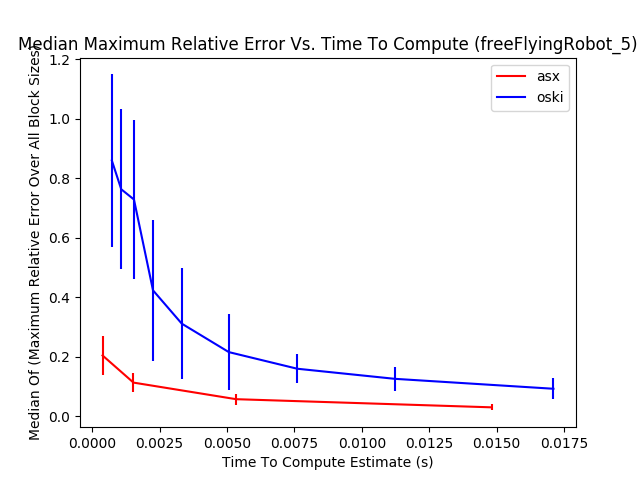 Median Maximum Relative Error Vs. Time To Compute (freeFlyingRobot_5)
Median Of (Maximum Relative Error Over All Block Sizes)
1.2
1.0
0.8
0.6
0.4
0.2
0.0
asx
oski
0.0000 0.0025 0.0050 0.0075 0.0100 0.0125 0.0150 0.0175
Time To Compute Estimate (s)